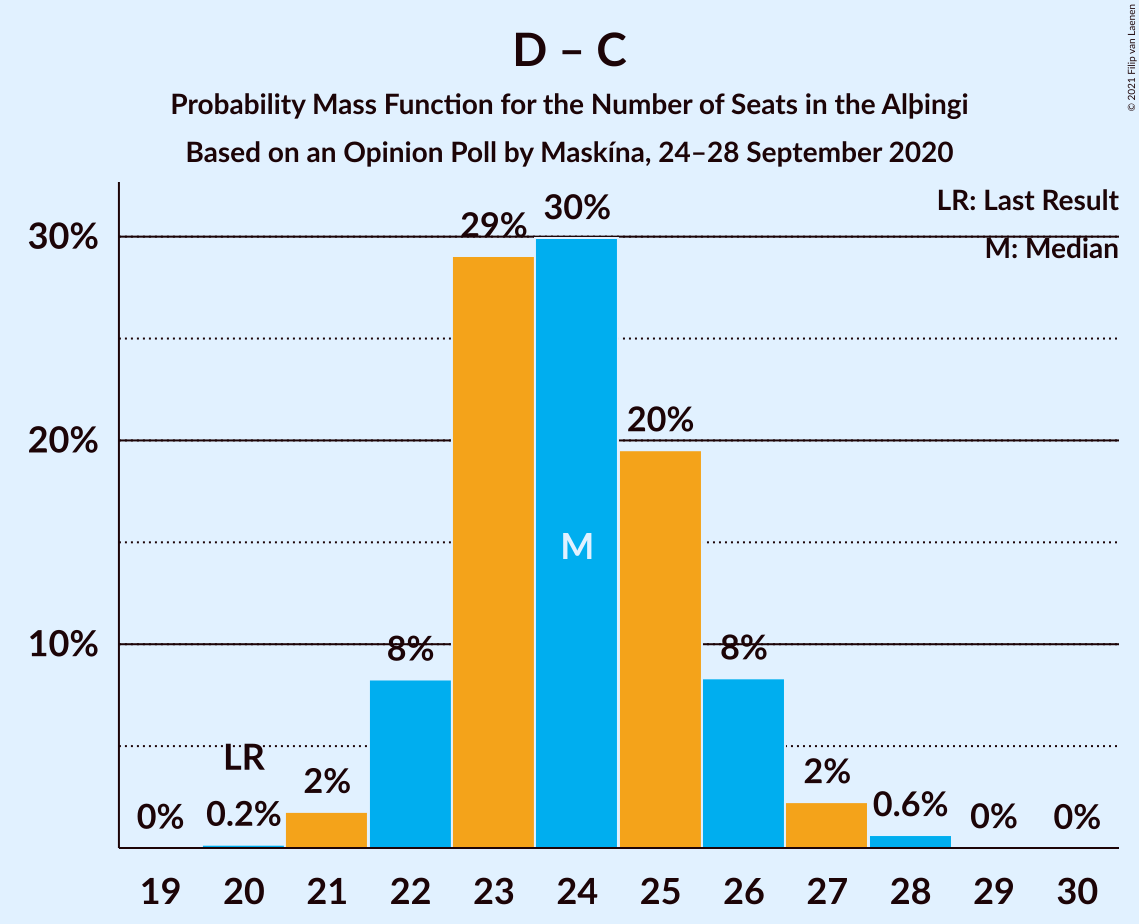 D – C
Probability Mass Function for the Number of Seats in the Alþingi
Based on an Opinion Poll by Maskína, 24–28 September 2020
© 2021 Filip van Laenen
LR: Last Result
M: Median
30%
20%
10%
0%
LR
0.2%
2%
8%
29%
30%
M
20%
8%
2%
0.6%
0%
0%
19 20 21 22 23 24 25 26 27 28 29 30